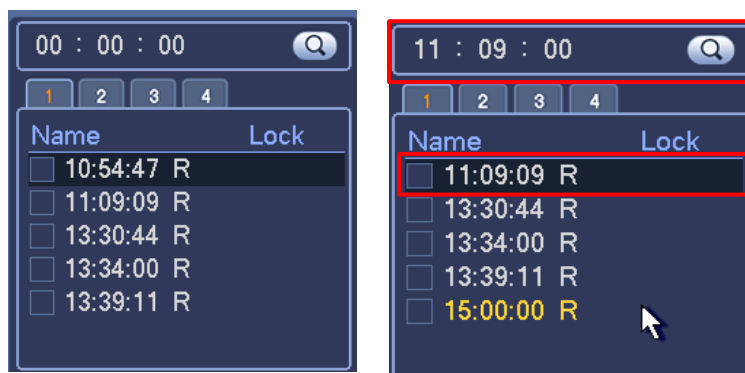 00 : 00 : 00
1 2 3 4
Name Lock
10:54:47 R
11:09:09 R
13:30:44 R
13:34:00 R
13:39:11 R
11 : 09 : 00
1 2 3 4
Name Lock
11:09:09 R
13:30:44 R
13:34:00 R
13:39:11 R
15:00:00 R